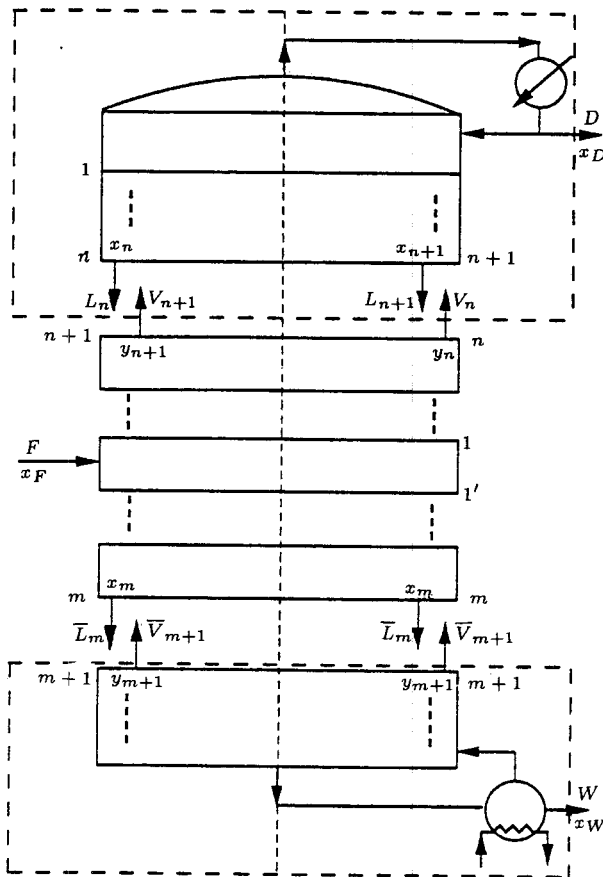 D
x_D
1
x_n x_{n+1}
n n + 1
L_n V_{n+1} L_{n+1} V_n
n + 1 n
y_{n+1} y_n
F 1
x_F
1′
x_m x_m
m m
L̅_m V̅_{m+1} L̅_m V̅_{m+1}
m + 1 y_{m+1} y_{m+1} m + 1
W
x_W